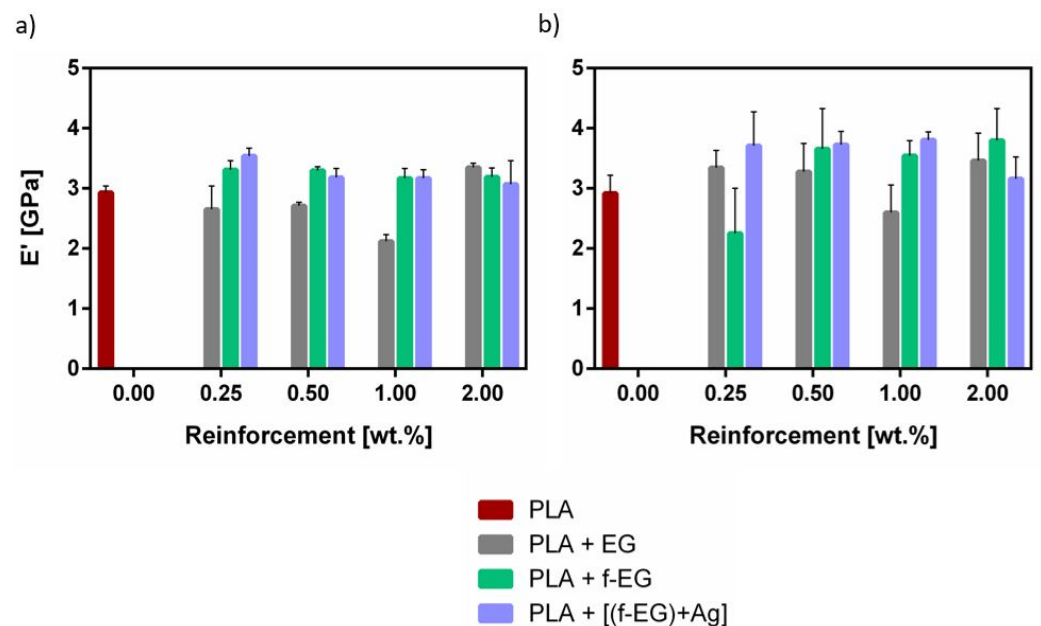 a)
5
4
3
2
1
0
E' [GPa]
0.00 0.25 0.50 1.00 2.00
Reinforcement [wt.%]
b)
5
4
3
2
1
0
0.00 0.25 0.50 1.00 2.00
Reinforcement [wt.%]
PLA
PLA + EG
PLA + f-EG
PLA + [(f-EG)+Ag]